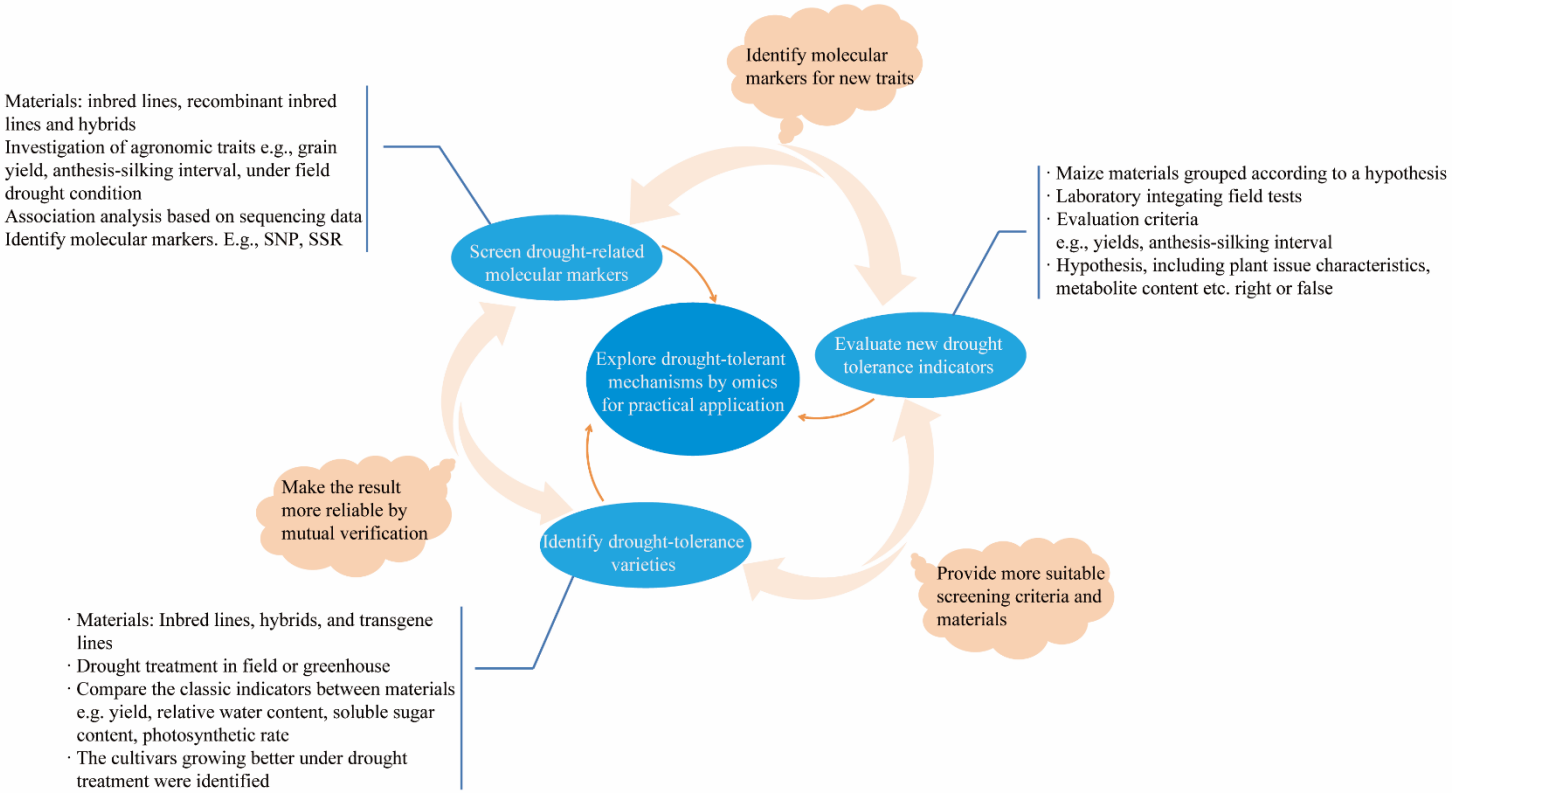 Identify molecular
markers for new traits
Materials: inbred lines, recombinant inbred
lines and hybrids
Investigation of agronomic traits e.g., grain
yield, anthesis-silking interval, under field
drought condition
Association analysis based on sequencing data
Identify molecular markers. E.g., SNP, SSR
· Maize materials grouped according to a hypothesis
· Laboratory integating field tests
· Evaluation criteria
e.g., yields, anthesis-silking interval
· Hypothesis, including plant issue characteristics,
metabolite content etc. right or false
Screen drought-related
molecular markers
Evaluate new drought
tolerance indicators
Explore drought-tolerant
mechanisms by omics
for practical application
Make the result
more reliable by
mutual verification
Identify drought-tolerance
varieties
Provide more suitable
screening criteria and
materials
· Materials: Inbred lines, hybrids, and transgene
lines
· Drought treatment in field or greenhouse
· Compare the classic indicators between materials
e.g. yield, relative water content, soluble sugar
content, photosynthetic rate
· The cultivars growing better under drought
treatment were identified